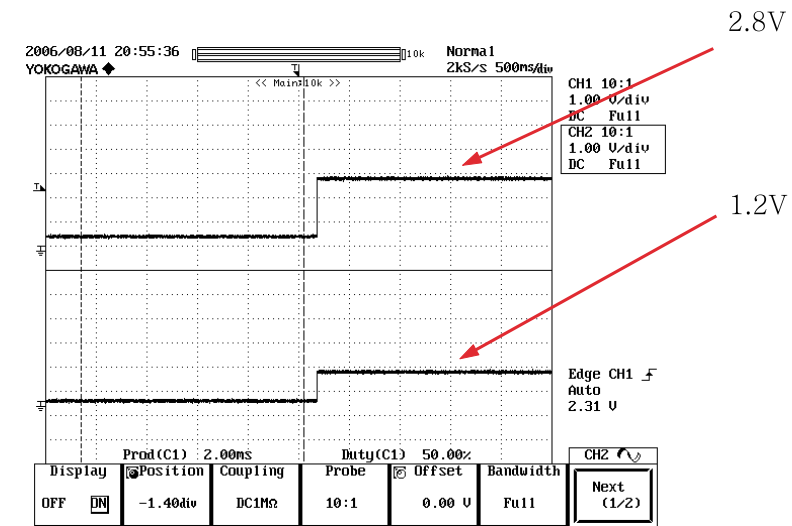 2.8V
2006/08/11 20:55:36
10k
Normal
YOKOGAWA ◆
T
2kS/s 500ms/div
<< Main:10k >>
CH1 10:1
1.00 V/div
DC Full
CH2 10:1
1.00 V/div
DC Full
T
1.2V
Edge CH1
Auto
2.31 V
Prod(C1) 2.00ms
Duty(C1) 50.00%
CH2
Display
Position
Coupling
Probe
Offset
Bandwidth
Next
(1/2)
OFF ON
-1.40div
DC1MΩ
10:1
0.00 V
Full